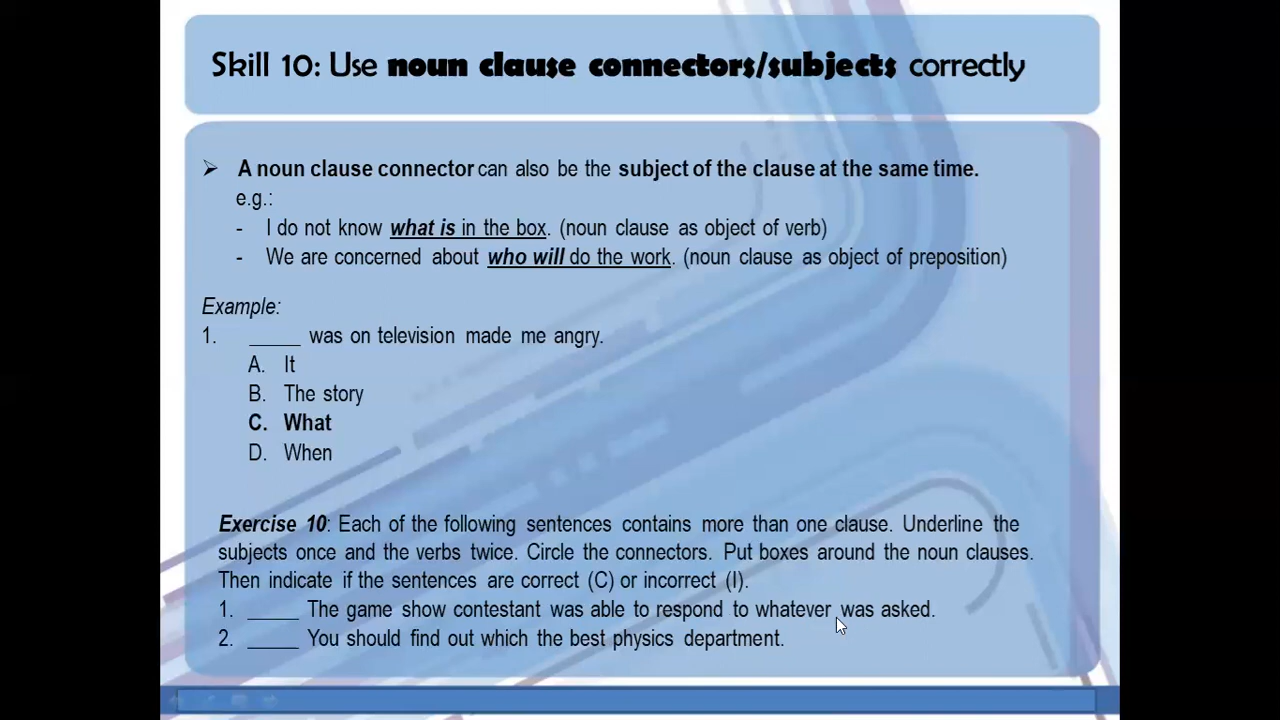 Skill 10: Use noun clause connectors/subjects correctly
➢ A noun clause connector can also be the subject of the clause at the same time.
e.g.:
- I do not know what is in the box. (noun clause as object of verb)
- We are concerned about who will do the work. (noun clause as object of preposition)
Example:
1. _____ was on television made me angry.
A. It
B. The story
C. What
D. When
Exercise 10: Each of the following sentences contains more than one clause. Underline the
subjects once and the verbs twice. Circle the connectors. Put boxes around the noun clauses.
Then indicate if the sentences are correct (C) or incorrect (I).
1. _____ The game show contestant was able to respond to whatever was asked.
2. _____ You should find out which the best physics department.